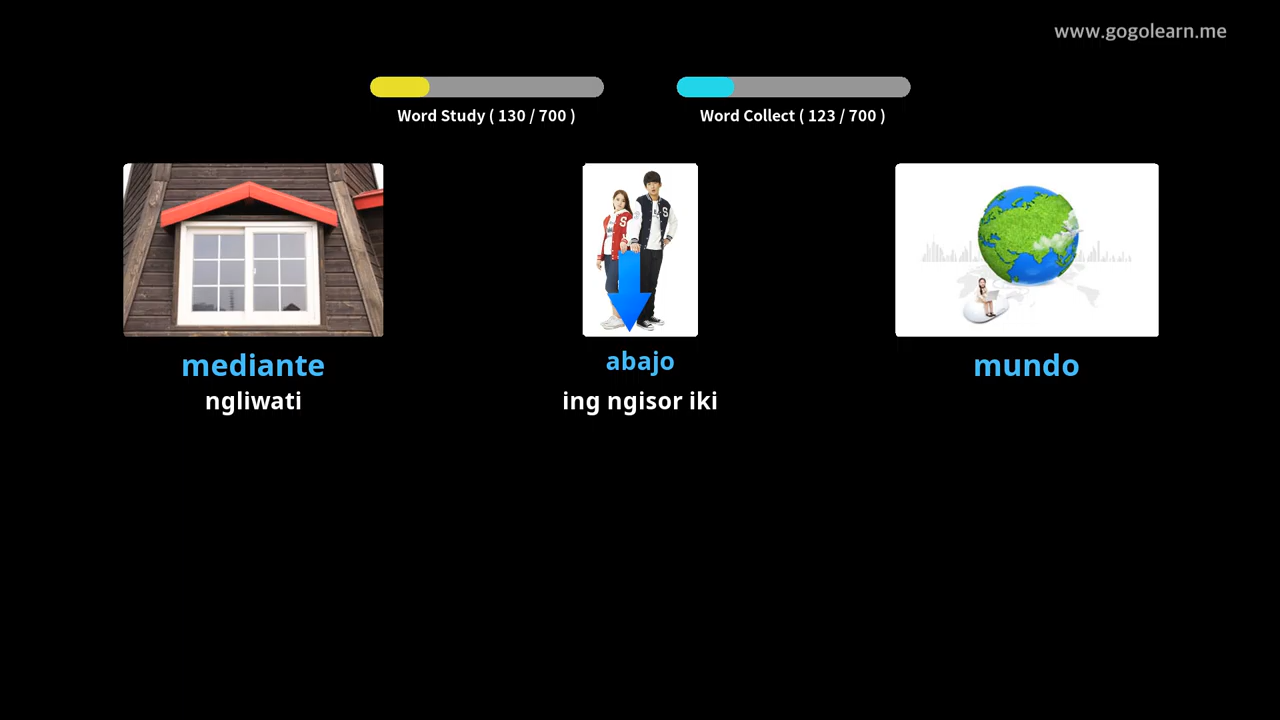 www.gogolearn.me
Word Study ( 130 / 700 )
Word Collect ( 123 / 700 )
mediante
ngliwati
abajo
ing ngisor iki
mundo
S
S